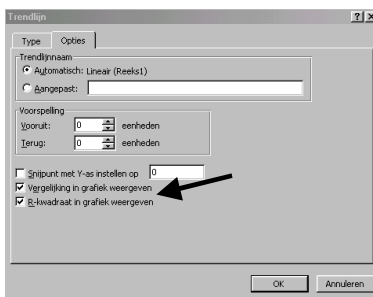 Trendlijn
Type Opties
Trendlijnnaam
Automatisch: Lineair (Reeks1)
Aangepast:
Voorspelling
Vooruit: 0 eenheden
Terug: 0 eenheden
Snijpunt met Y-as instellen op 0
Vergelijking in grafiek weergeven
R-kwadraat in grafiek weergeven
OK Annuleren